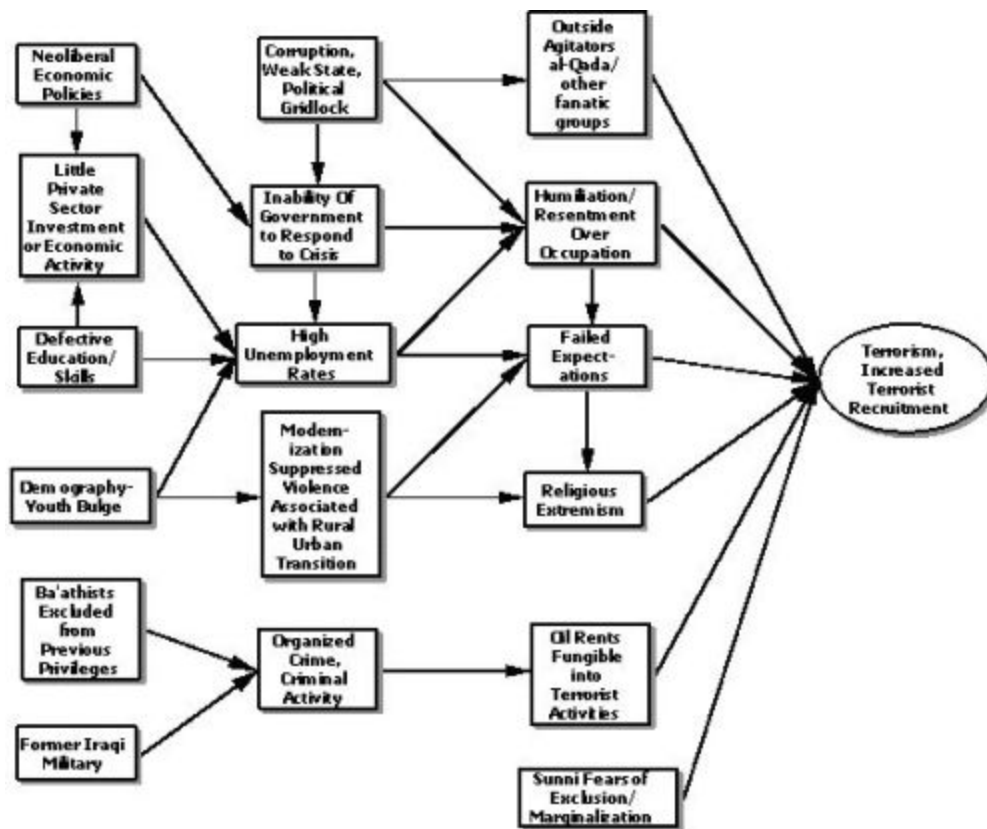 Neoliberal
Economic
Policies
Corruption,
Weak State,
Political
Gridlock
Outside
Agitators
al-Qada/
other
fanatic
groups
Little
Private
Sector
Investment
or Economic
Activity
Inability Of
Government
to Respond
to Crisis
Humiliation/
Resentment
Over
Occupation
Defective
Education/
Skills
High
Unemployment
Rates
Failed
Expect-
ations
Terrorism,
Increased
Terrorist
Recruitment
Demography-
Youth Bulge
Modern-
ization
Suppressed
Violence
Associated
with Rural
Urban
Transition
Religious
Extremism
Ba'athists
Excluded
from
Previous
Privileges
Organized
Crime,
Criminal
Activity
Oil Rents
Fungible
into
Terrorist
Activities
Former Iraqi
Military
Sunni Fears of
Exclusion/
Marginalization